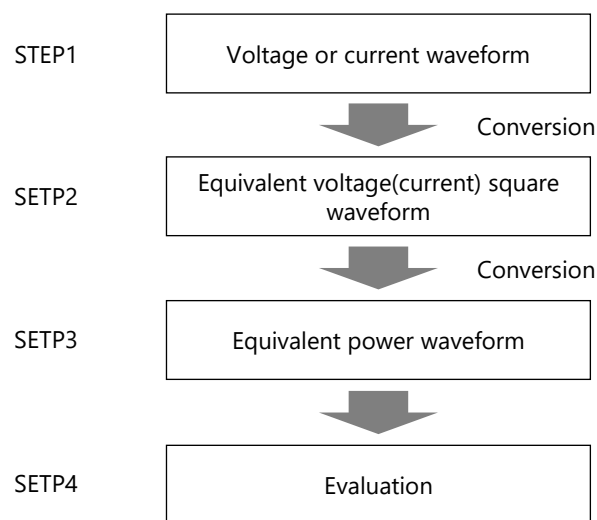 STEP1
Voltage or current waveform
Conversion
SETP2
Equivalent voltage(current) square
waveform
Conversion
SETP3
Equivalent power waveform
SETP4
Evaluation